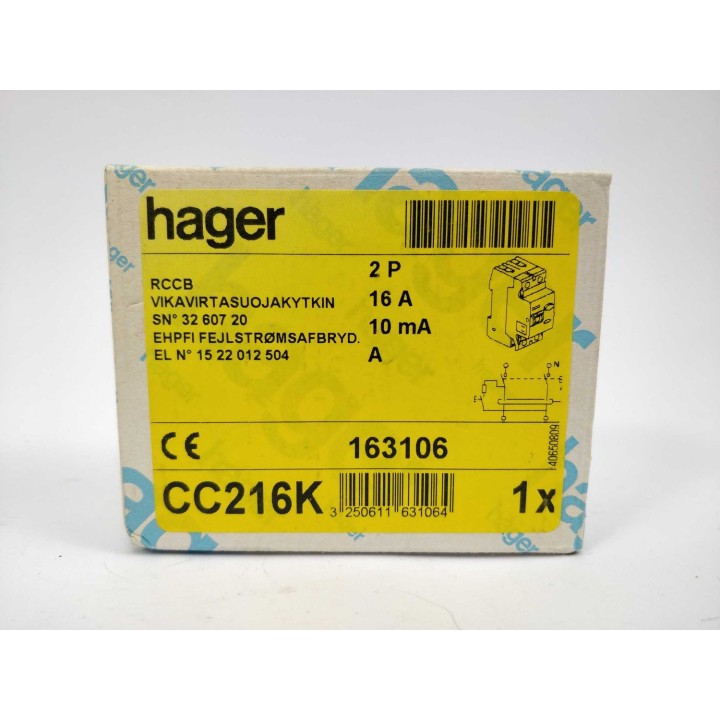 hager
RCCB
VIKAVIRTASUOJAKYTKIN
SN° 32 607 20
EHPFI FEJLSTRØMSAFBRYD.
EL N° 15 22 012 504
2 P
16 A
10 mA
A
N
E
40650809
CE
163106
CC216K
3 250611 631064
1x
hager